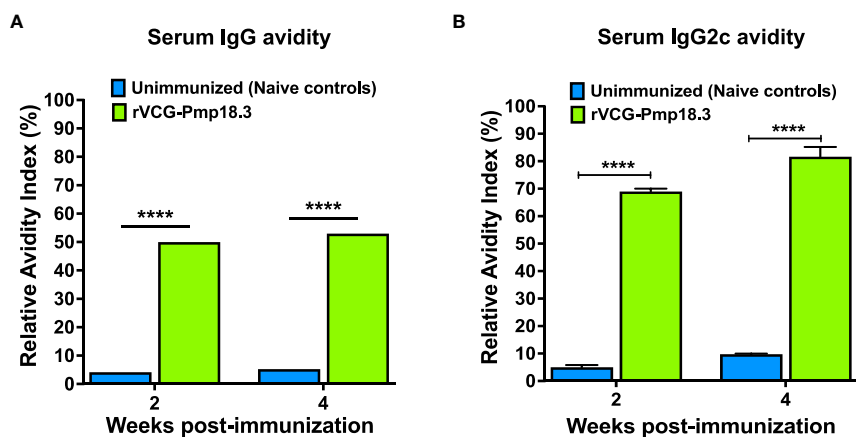 A
Serum IgG avidity
Unimmunized (Naive controls)
rVCG-Pmp18.3
Relative Avidity Index (%)
100
90
80
70
60
50
40
30
20
10
0
****
****
2
4
Weeks post-immunization
B
Serum IgG2c avidity
Unimmunized (Naive controls)
rVCG-Pmp18.3
Relative Avidity Index (%)
100
90
80
70
60
50
40
30
20
10
0
****
****
2
4
Weeks post-immunization